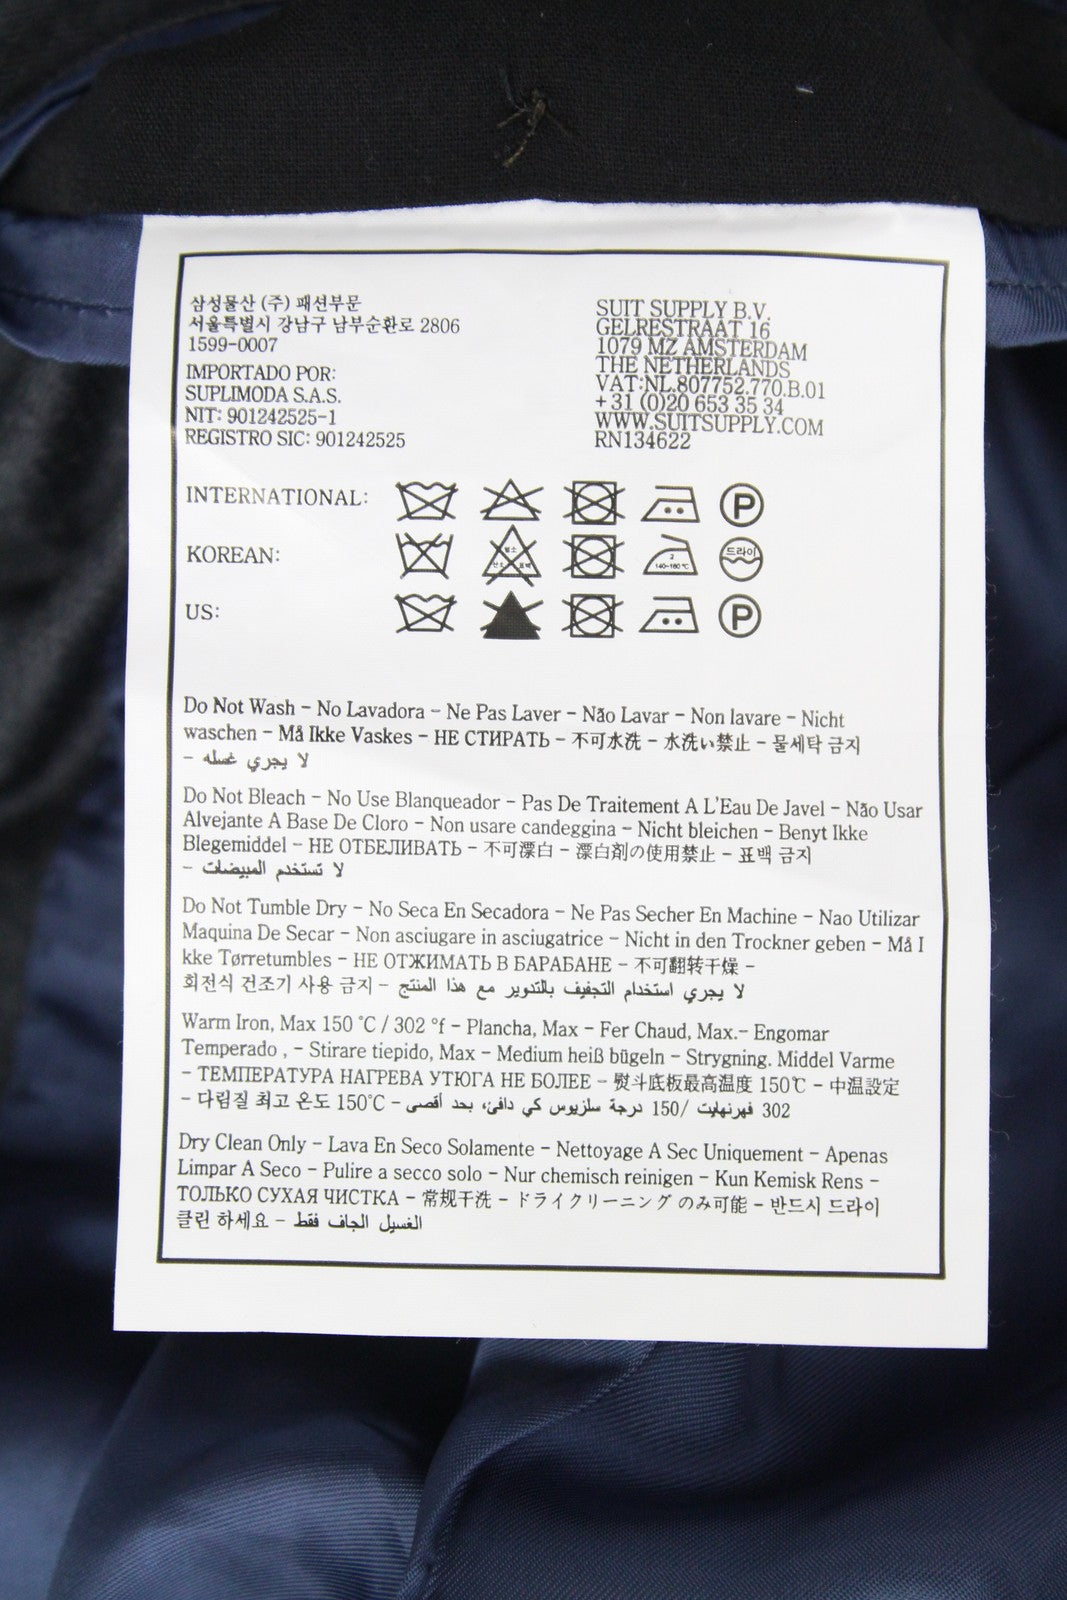 삼성물산 (주) 패션부문
서울특별시 강남구 남부순환로 2806
1599-0007
IMPORTADO POR:
SUPLIMODA S.A.S.
NIT: 901242525-1
REGISTRO SIC: 901242525
SUIT SUPPLY B.V.
GELRESTRAAT 16
1079 MZ AMSTERDAM
THE NETHERLANDS
VAT:NL.807752.770.B.01
+ 31 (0)20 653 35 34
WWW.SUITSUPPLY.COM
RN134622
INTERNATIONAL:
P
KOREAN:
염소
산소 표백
2
140~160℃
드라이
US:
P
Do Not Wash - No Lavadora - Ne Pas Laver - Não Lavar - Non lavare - Nicht
waschen - Må Ikke Vaskes - НЕ СТИРАТЬ - 不可水洗 - 水洗い禁止 - 물세탁 금지
- لا يجري غسله
Do Not Bleach - No Use Blanqueador - Pas De Traitement A L'Eau De Javel - Não Usar
Alvejante A Base De Cloro - Non usare candeggina - Nicht bleichen - Benyt Ikke
Blegemiddel - НЕ ОТБЕЛИВАТЬ - 不可漂白 - 漂白剤の使用禁止 - 표백 금지
- لا تستخدم المبيضات
Do Not Tumble Dry - No Seca En Secadora - Ne Pas Secher En Machine - Nao Utilizar
Maquina De Secar - Non asciugare in asciugatrice - Nicht in den Trockner geben - Må I
kke Tørretumbles - НЕ ОТЖИМАТЬ В БАРАБАНЕ - 不可翻转干燥 -
회전식 건조기 사용 금지 - لا يجري استخدام التجفيف بالتدوير مع هذا المنتج
Warm Iron, Max 150 °C / 302 °f - Plancha, Max - Fer Chaud, Max.- Engomar
Temperado , - Stirare tiepido, Max - Medium heiß bügeln - Strygning. Middel Varme
- ТЕМПЕРАТУРА НАГРЕВА УТЮГА НЕ БОЛЕЕ - 熨斗底板最高温度 150℃ - 中温設定
- 다림질 최고 온도 150℃ - 302 فهرنهايت /150 درجة سلزيوس كي دافئ، بحد أقصى
Dry Clean Only - Lava En Seco Solamente - Nettoyage A Sec Uniquement - Apenas
Limpar A Seco - Pulire a secco solo - Nur chemisch reinigen - Kun Kemisk Rens -
ТОЛЬКО СУХАЯ ЧИСТКА - 常规干洗 - ドライクリーニング のみ可能 - 반드시 드라이
클린 하세요 - الغسيل الجاف فقط